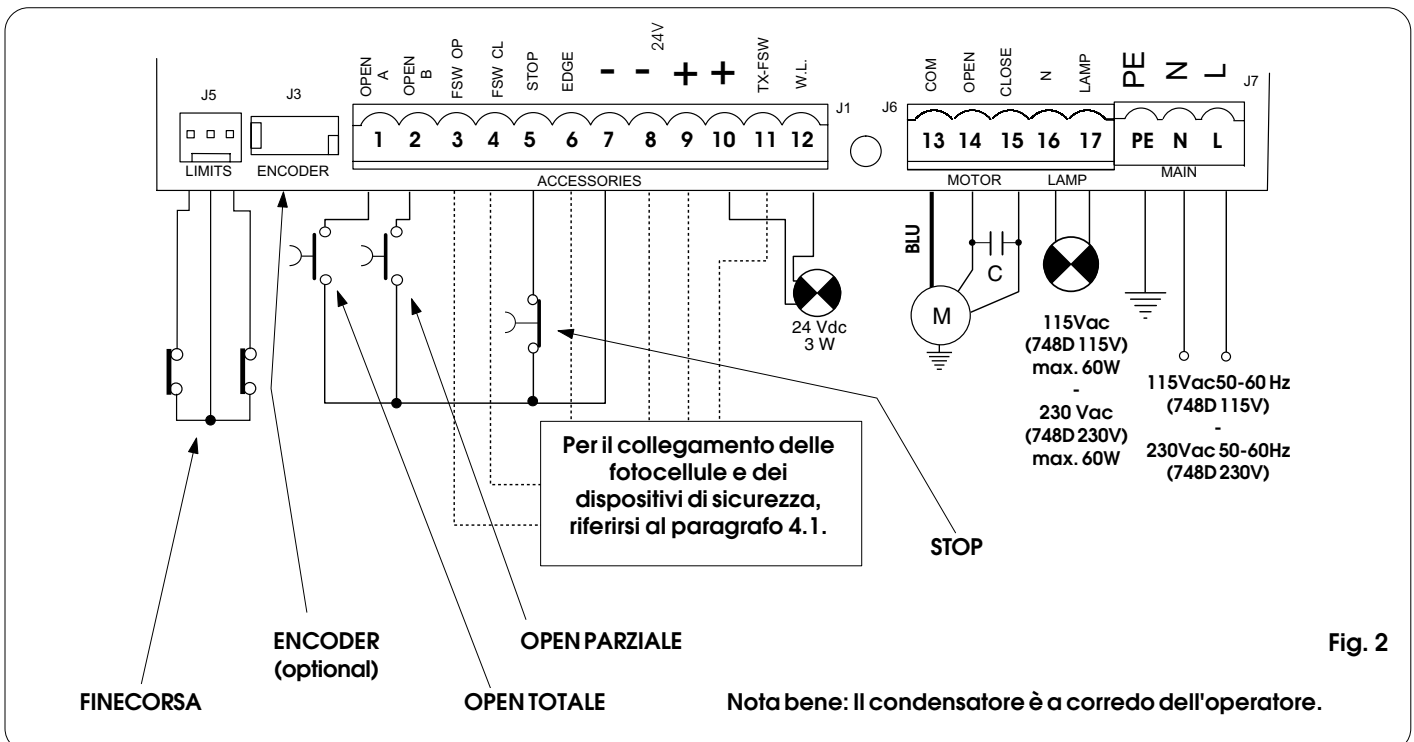 OPEN A
OPEN B
FSW OP
FSW CL
STOP
EDGE
-
-
24V
+
+
TX-FSW
W.L.
COM
OPEN
CLOSE
N
LAMP
PE
N
L
J5
J3
J1
J6
J7
1 2 3 4 5 6 7 8 9 10 11 12
13 14 15 16 17
PE N L
LIMITS
ENCODER
ACCESSORIES
MOTOR
LAMP
MAIN
BLU
C
M
24 Vdc
3 W
115Vac
(748D 115V)
max. 60W
-
230 Vac
(748D 230V)
max. 60W
115Vac50-60 Hz
(748D 115V)
-
230Vac 50-60Hz
(748D 230V)
Per il collegamento delle
fotocellule e dei
dispositivi di sicurezza,
riferirsi al paragrafo 4.1.
STOP
ENCODER
(optional)
OPEN PARZIALE
Fig. 2
FINECORSA
OPEN TOTALE
Nota bene: Il condensatore è a corredo dell'operatore.